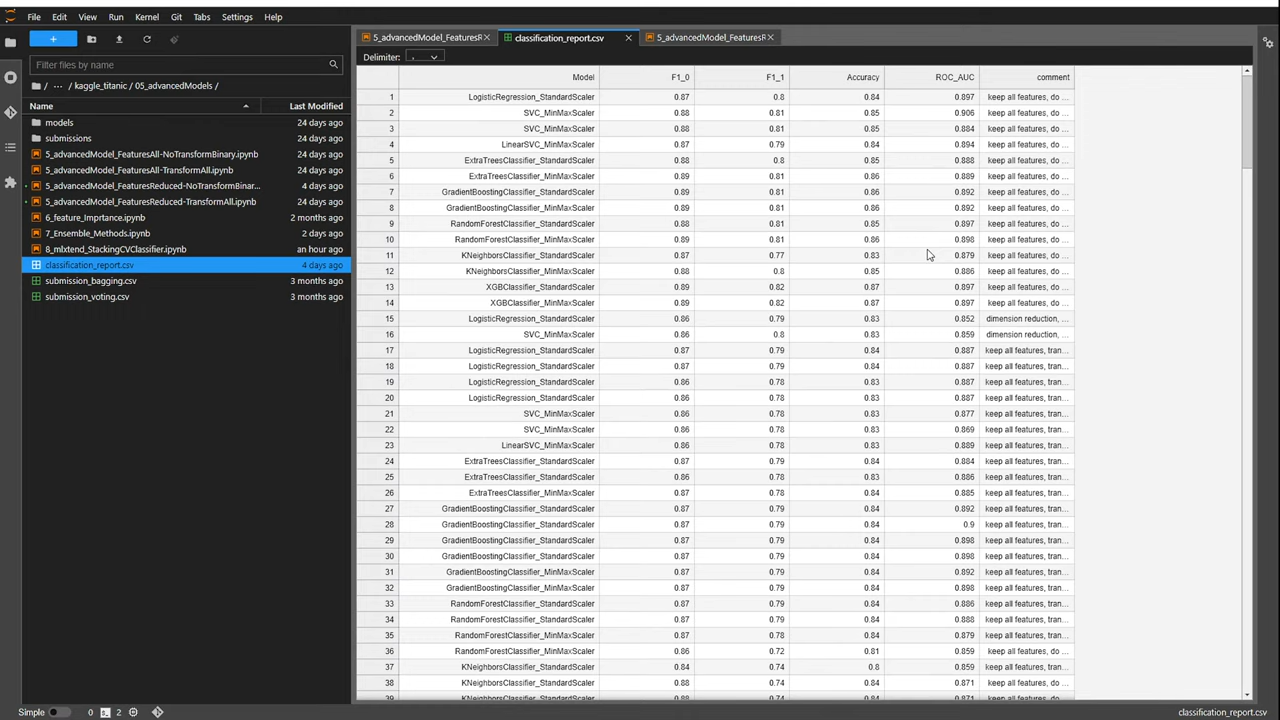 File Edit View Run Kernel Git Tabs Settings Help
+
Filter files by name
/ ... / kaggle_titanic / 05_advancedModels /
Name Last Modified
models 24 days ago
submissions 24 days ago
5_advancedModel_FeaturesAll-NoTransformBinary.ipynb 24 days ago
5_advancedModel_FeaturesAll-TransformAll.ipynb 24 days ago
5_advancedModel_FeaturesReduced-NoTransformBinar... 4 days ago
5_advancedModel_FeaturesReduced-TransformAll.ipynb 24 days ago
6_feature_Imprtance.ipynb 2 months ago
7_Ensemble_Methods.ipynb 2 days ago
8_mlxtend_StackingCVClassifier.ipynb an hour ago
classification_report.csv 4 days ago
submission_bagging.csv 3 months ago
submission_voting.csv 3 months ago
5_advancedModel_FeaturesR × classification_report.csv × 5_advancedModel_FeaturesR ×
Delimiter: ,
Model F1_0 F1_1 Accuracy ROC_AUC comment
1 LogisticRegression_StandardScaler 0.87 0.8 0.84 0.897 keep all features, do ...
2 SVC_MinMaxScaler 0.88 0.81 0.85 0.906 keep all features, do ...
3 SVC_MinMaxScaler 0.88 0.81 0.85 0.884 keep all features, do ...
4 LinearSVC_MinMaxScaler 0.87 0.79 0.84 0.894 keep all features, do ...
5 ExtraTreesClassifier_StandardScaler 0.88 0.8 0.85 0.888 keep all features, do ...
6 ExtraTreesClassifier_MinMaxScaler 0.89 0.81 0.86 0.889 keep all features, do ...
7 GradientBoostingClassifier_StandardScaler 0.89 0.81 0.86 0.892 keep all features, do ...
8 GradientBoostingClassifier_MinMaxScaler 0.89 0.81 0.86 0.892 keep all features, do ...
9 RandomForestClassifier_StandardScaler 0.88 0.81 0.85 0.897 keep all features, do ...
10 RandomForestClassifier_MinMaxScaler 0.89 0.81 0.86 0.898 keep all features, do ...
11 KNeighborsClassifier_StandardScaler 0.86 0.77 0.83 0.879 keep all features, do ...
12 KNeighborsClassifier_MinMaxScaler 0.88 0.8 0.85 0.886 keep all features, do ...
13 XGBClassifier_StandardScaler 0.89 0.82 0.87 0.897 keep all features, do ...
14 XGBClassifier_MinMaxScaler 0.89 0.82 0.87 0.897 keep all features, do ...
15 LogisticRegression_StandardScaler 0.86 0.79 0.83 0.852 dimension reduction, ...
16 SVC_MinMaxScaler 0.86 0.8 0.83 0.859 dimension reduction, ...
17 LogisticRegression_StandardScaler 0.87 0.79 0.84 0.887 keep all features, tran...
18 LogisticRegression_StandardScaler 0.87 0.79 0.84 0.887 keep all features, tran...
19 LogisticRegression_StandardScaler 0.86 0.78 0.83 0.887 keep all features, tran...
20 LogisticRegression_StandardScaler 0.86 0.78 0.83 0.887 keep all features, tran...
21 SVC_MinMaxScaler 0.86 0.78 0.83 0.877 keep all features, tran...
22 SVC_MinMaxScaler 0.86 0.78 0.83 0.869 keep all features, tran...
23 LinearSVC_MinMaxScaler 0.86 0.78 0.83 0.889 keep all features, tran...
24 ExtraTreesClassifier_StandardScaler 0.87 0.79 0.84 0.884 keep all features, tran...
25 ExtraTreesClassifier_StandardScaler 0.86 0.78 0.83 0.886 keep all features, tran...
26 ExtraTreesClassifier_MinMaxScaler 0.87 0.78 0.84 0.885 keep all features, tran...
27 GradientBoostingClassifier_StandardScaler 0.87 0.79 0.84 0.892 keep all features, tran...
28 GradientBoostingClassifier_StandardScaler 0.87 0.79 0.84 0.9 keep all features, tran...
29 GradientBoostingClassifier_StandardScaler 0.87 0.79 0.84 0.898 keep all features, tran...
30 GradientBoostingClassifier_StandardScaler 0.87 0.79 0.84 0.898 keep all features, tran...
31 GradientBoostingClassifier_MinMaxScaler 0.87 0.79 0.84 0.892 keep all features, tran...
32 GradientBoostingClassifier_MinMaxScaler 0.87 0.79 0.84 0.898 keep all features, tran...
33 RandomForestClassifier_StandardScaler 0.87 0.79 0.84 0.886 keep all features, tran...
34 RandomForestClassifier_StandardScaler 0.87 0.79 0.84 0.888 keep all features, tran...
35 RandomForestClassifier_MinMaxScaler 0.87 0.78 0.84 0.879 keep all features, tran...
36 RandomForestClassifier_MinMaxScaler 0.86 0.72 0.81 0.859 keep all features, do ...
37 KNeighborsClassifier_StandardScaler 0.84 0.74 0.8 0.859 keep all features, tran...
38 KNeighborsClassifier_MinMaxScaler 0.88 0.74 0.84 0.871 keep all features, do ...
39 KNeighborsClassifier_MinMaxScaler 0.88 0.74 0.84 0.871 keep all features, do ...
Simple 0 2 classification_report.csv